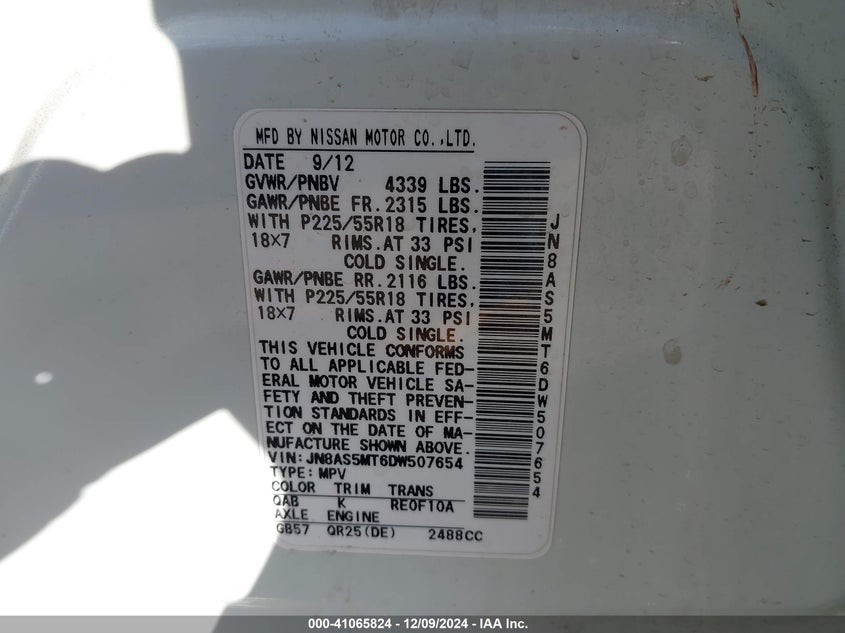 MFD BY NISSAN MOTOR CO.,LTD.
DATE 9/12
GVWR/PNBV 4339 LBS.
GAWR/PNBE FR. 2315 LBS.
WITH P225/55R18 TIRES,
18×7 RIMS.AT 33 PSI
COLD SINGLE.
GAWR/PNBE RR. 2116 LBS.
WITH P225/55R18 TIRES,
18×7 RIMS.AT 33 PSI
COLD SINGLE.
THIS VEHICLE CONFORMS
TO ALL APPLICABLE FED-
ERAL MOTOR VEHICLE SA-
FETY AND THEFT PREVEN-
TION STANDARDS IN EFF-
ECT ON THE DATE OF MA-
NUFACTURE SHOWN ABOVE.
VIN: JN8AS5MT6DW507654
TYPE: MPV
COLOR TRIM TRANS
QAB K RE0F10A
AXLE ENGINE
GB57 QR25(DE) 2488CC
JN8AS5MT6DW507654
000-41065824 - 12/09/2024 - IAA Inc.